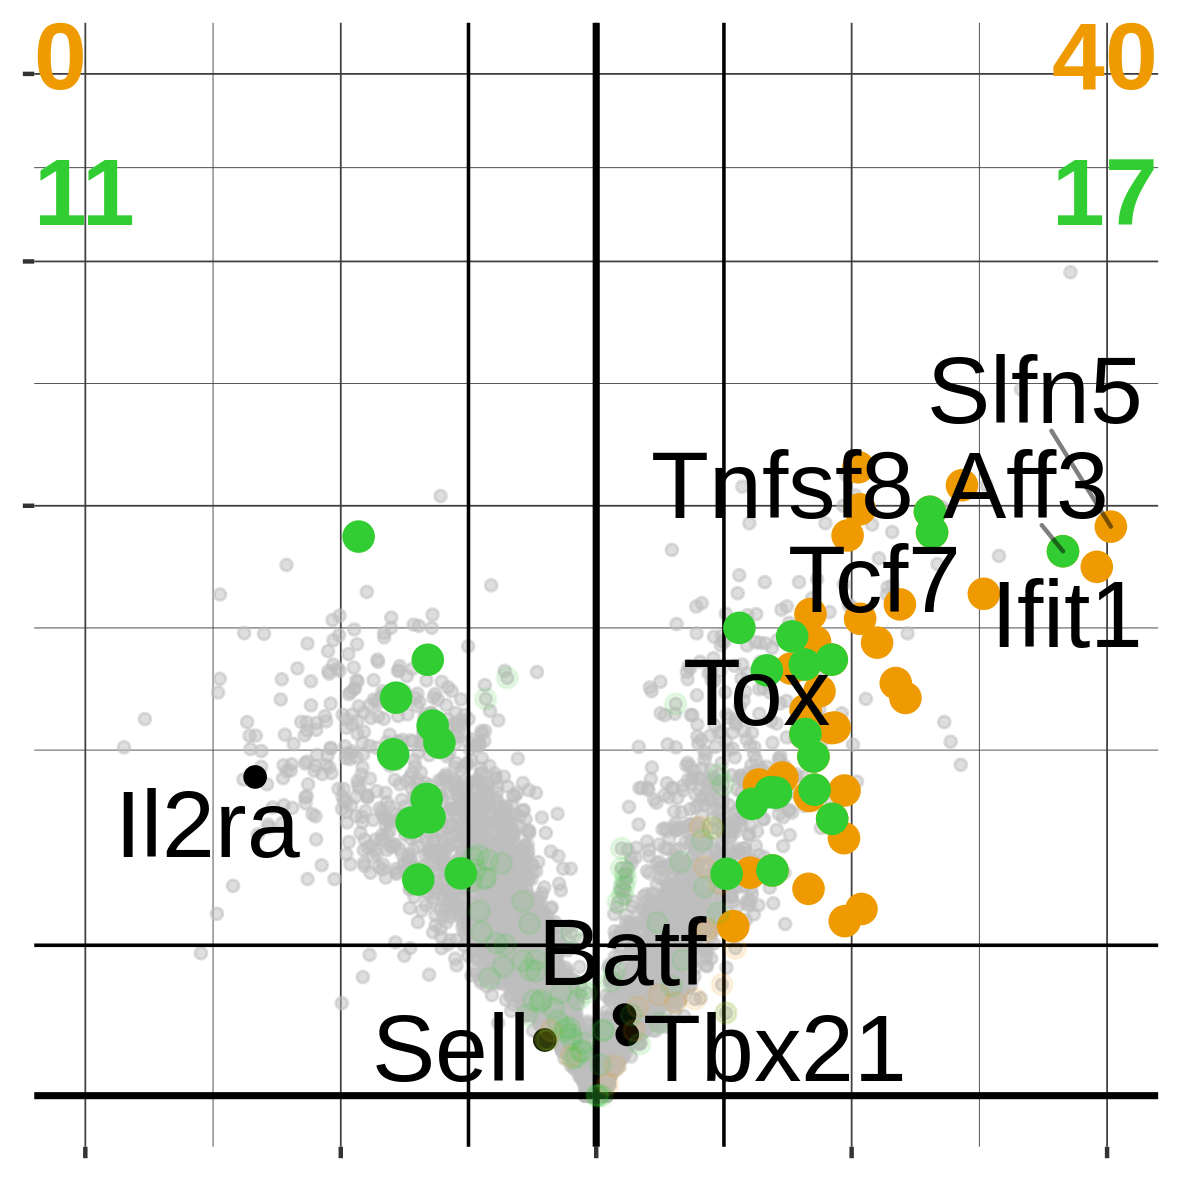 0 40
11 17
Slfn5
Tnfsf8 Aff3
Tcf7
Ifit1
Tox
Il2ra
Batf
Sell Tbx21